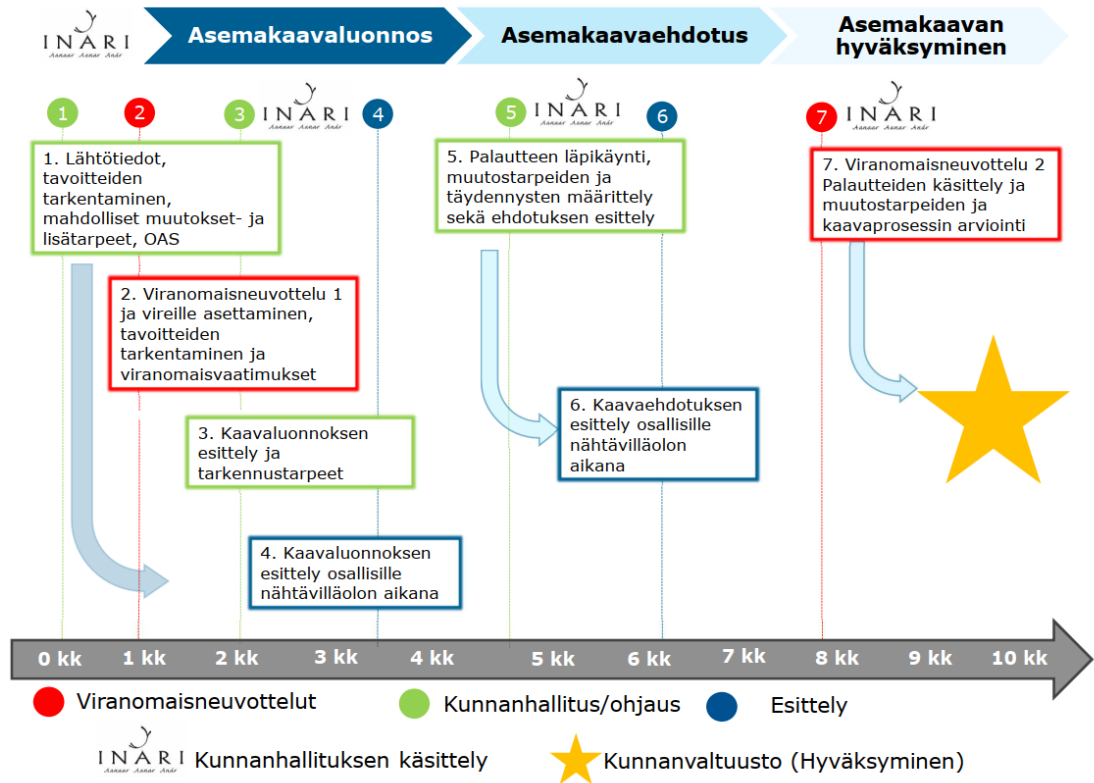 INARI
Aanaar Aanar Anár
Asemakaavaluonnos
Asemakaavaehdotus
Asemakaavan
hyväksyminen
1
2
3
INARI
Aanaar Aanar Anár
4
5
INARI
Aanaar Aanar Anár
6
7
INARI
Aanaar Aanar Anár
1. Lähtötiedot,
tavoitteiden
tarkentaminen,
mahdolliset muutokset- ja
lisätarpeet, OAS
2. Viranomaisneuvottelu 1
ja vireille asettaminen,
tavoitteiden
tarkentaminen ja
viranomaisvaatimukset
3. Kaavaluonnoksen
esittely ja
tarkennustarpeet
4. Kaavaluonnoksen
esittely osallisille
nähtävilläolon aikana
5. Palautteen läpikäynti,
muutostarpeiden ja
täydennysten määrittely
sekä ehdotuksen esittely
6. Kaavaehdotuksen
esittely osallisille
nähtävilläolon
aikana
7. Viranomaisneuvottelu 2
Palautteiden käsittely ja
muutostarpeiden ja
kaavaprosessin arviointi
0 kk 1 kk 2 kk 3 kk 4 kk 5 kk 6 kk 7 kk 8 kk 9 kk 10 kk
Viranomaisneuvottelut
Kunnanhallitus/ohjaus
Esittely
INARI
Aanaar Aanar Anár
Kunnanhallituksen käsittely
Kunnanvaltuusto (Hyväksyminen)